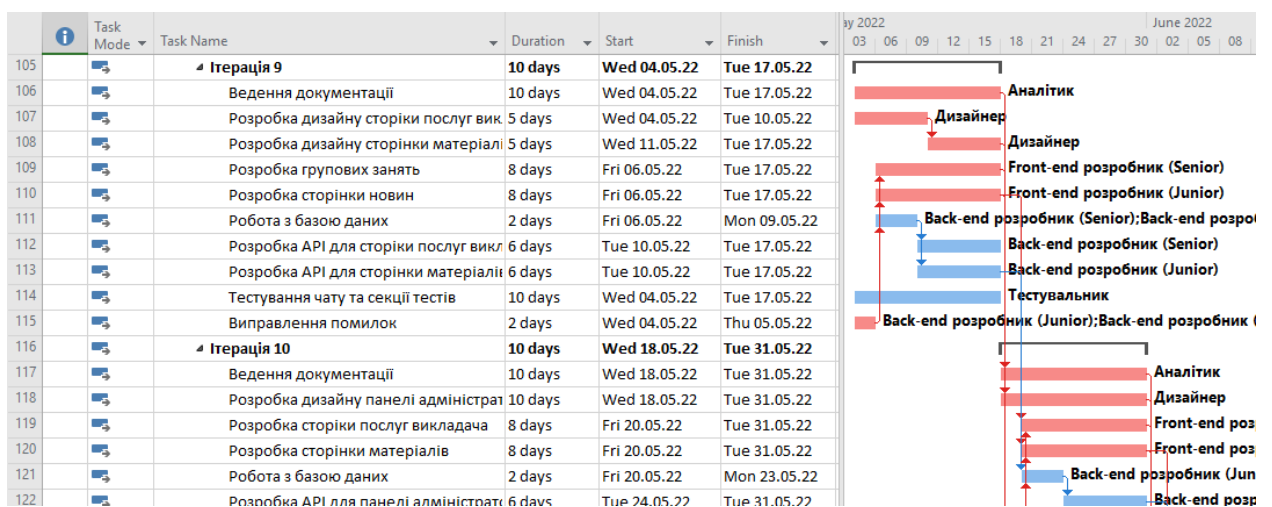 Task Mode Task Name Duration Start Finish
ay 2022 June 2022
03 06 09 12 15 18 21 24 27 30 02 05 08
105 Ітерація 9 10 days Wed 04.05.22 Tue 17.05.22
106 Ведення документації 10 days Wed 04.05.22 Tue 17.05.22 Аналітик
107 Розробка дизайну сторіки послуг вик. 5 days Wed 04.05.22 Tue 10.05.22 Дизайнер
108 Розробка дизайну сторінки матеріалі 5 days Wed 11.05.22 Tue 17.05.22 Дизайнер
109 Розробка групових занять 8 days Fri 06.05.22 Tue 17.05.22 Front-end розробник (Senior)
110 Розробка сторінки новин 8 days Fri 06.05.22 Tue 17.05.22 Front-end розробник (Junior)
111 Робота з базою даних 2 days Fri 06.05.22 Mon 09.05.22 Back-end розробник (Senior);Back-end розро
112 Розробка API для сторіки послуг викл 6 days Tue 10.05.22 Tue 17.05.22 Back-end розробник (Senior)
113 Розробка API для сторінки матеріалів 6 days Tue 10.05.22 Tue 17.05.22 Back-end розробник (Junior)
114 Тестування чату та секції тестів 10 days Wed 04.05.22 Tue 17.05.22 Тестувальник
115 Виправлення помилок 2 days Wed 04.05.22 Thu 05.05.22 Back-end розробник (Junior);Back-end розробник (
116 Ітерація 10 10 days Wed 18.05.22 Tue 31.05.22
117 Ведення документації 10 days Wed 18.05.22 Tue 31.05.22 Аналітик
118 Розробка дизайну панелі адміністрат 10 days Wed 18.05.22 Tue 31.05.22 Дизайнер
119 Розробка сторіки послуг викладача 8 days Fri 20.05.22 Tue 31.05.22 Front-end роз
120 Розробка сторінки матеріалів 8 days Fri 20.05.22 Tue 31.05.22 Front-end роз
121 Робота з базою даних 2 days Fri 20.05.22 Mon 23.05.22 Back-end розробник (Jun
122 Розробка API для панелі адміністрато 6 days Tue 24.05.22 Tue 31.05.22 Back-end розр